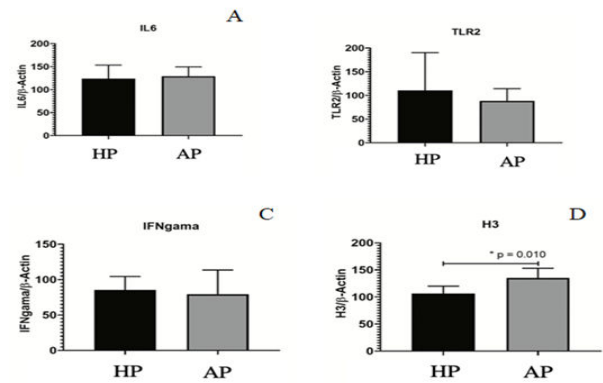 A
IL6
200
150
100
50
0
IL6/β-Actin
HP AP
TLR2
200
150
100
50
0
TLR2/β-Actin
HP AP
C
IFNgama
150
100
50
0
IFNgama/β-Actin
HP AP
D
H3
200
150
100
50
0
H3/β-Actin
* p = 0.010
HP AP